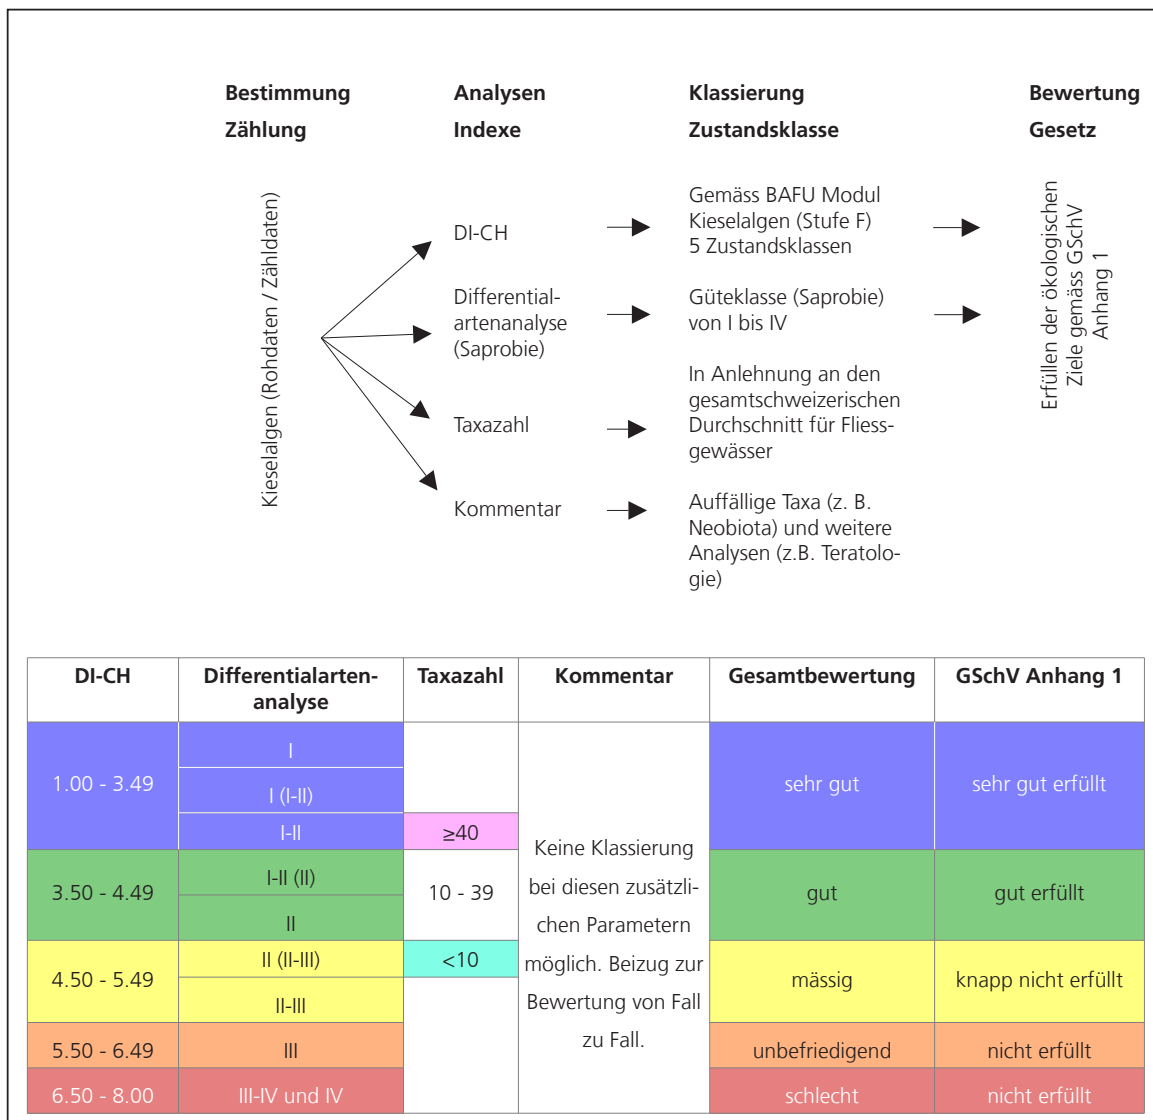 Bestimmung
Zählung
Analysen
Indexe
Klassierung
Zustandsklasse
Bewertung
Gesetz
Kieselalgen (Rohdaten / Zähldaten)
DI-CH
Gemäss BAFU Modul
Kieselalgen (Stufe F)
5 Zustandsklassen
Differential-
artenanalyse
(Saprobie)
Güteklasse (Saprobie)
von I bis IV
Taxazahl
In Anlehnung an den
gesamtschweizerischen
Durchschnitt für Fliess-
gewässer
Kommentar
Auffällige Taxa (z. B.
Neobiota) und weitere
Analysen (z.B. Teratolo-
gie)
Erfüllen der ökologischen
Ziele gemäss GSchV
Anhang 1
DI-CH
Differentialarten-
analyse
Taxazahl
Kommentar
Gesamtbewertung
GSchV Anhang 1
1.00 - 3.49
I
I (I-II)
I-II
≥40
sehr gut
sehr gut erfüllt
3.50 - 4.49
I-II (II)
II
10 - 39
gut
gut erfüllt
4.50 - 5.49
II (II-III)
II-III
<10
mässig
knapp nicht erfüllt
Keine Klassierung
bei diesen zusätzli-
chen Parametern
möglich. Beizug zur
Bewertung von Fall
zu Fall.
5.50 - 6.49
III
unbefriedigend
nicht erfüllt
6.50 - 8.00
III-IV und IV
schlecht
nicht erfüllt